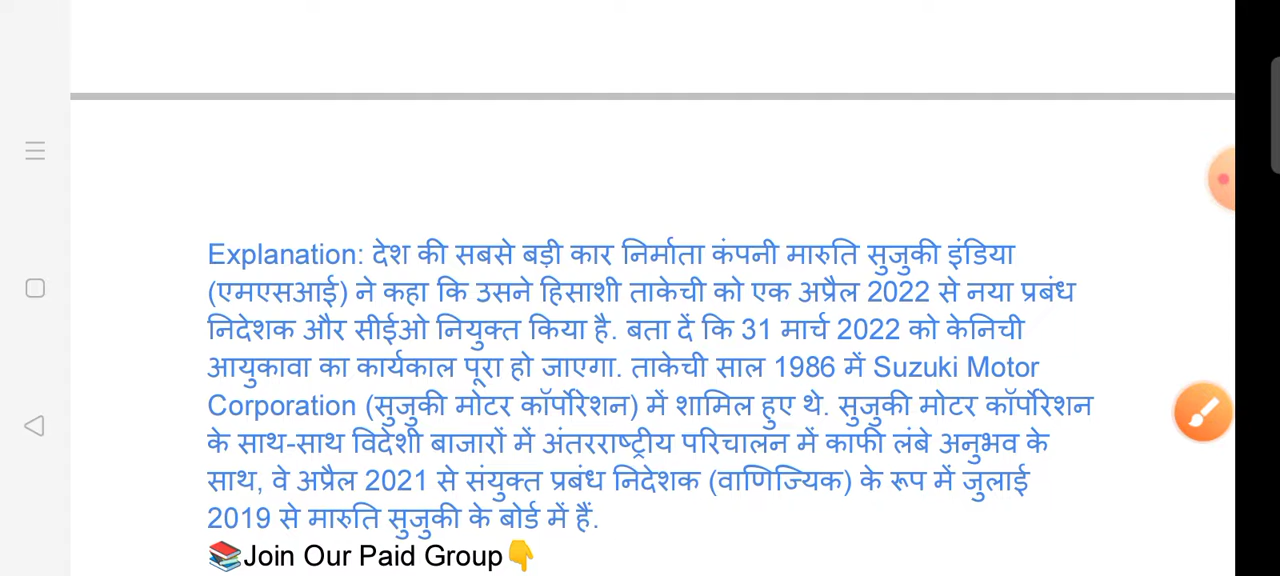 Explanation: देश की सबसे बड़ी कार निर्माता कंपनी मारुति सुजुकी इंडिया
(एमएसआई) ने कहा कि उसने हिसाशी ताकेची को एक अप्रैल 2022 से नया प्रबंध
निदेशक और सीईओ नियुक्त किया है. बता दें कि 31 मार्च 2022 को केनिची
आयुकावा का कार्यकाल पूरा हो जाएगा. ताकेची साल 1986 में Suzuki Motor
Corporation (सुजुकी मोटर कॉर्पोरेशन) में शामिल हुए थे. सुजुकी मोटर कॉर्पोरेशन
के साथ-साथ विदेशी बाजारों में अंतरराष्ट्रीय परिचालन में काफी लंबे अनुभव के
साथ, वे अप्रैल 2021 से संयुक्त प्रबंध निदेशक (वाणिज्यिक) के रूप में जुलाई
2019 से मारुति सुजुकी के बोर्ड में हैं.
📚Join Our Paid Group👇